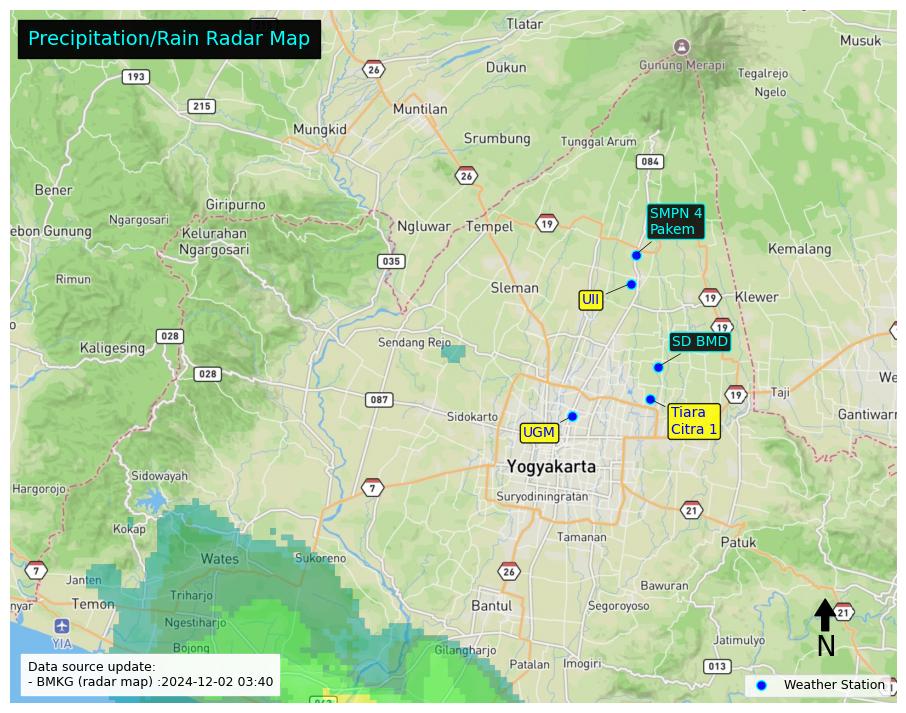 Precipitation/Rain Radar Map
Tlatar
Musuk
26
Dukun
Gunung Merapi
Tegalrejo
193
Ngelo
215
Muntilan
Mungkid
Srumbung
Tunggal Arum
084
26
Bener
Giripurno
Ngargosari
SMPN 4
Pakem
ebon Gunung
Kelurahan
Ngargosari
Ngluwar
Tempel
19
Kemalang
035
Rimun
Sleman
UII
19
Klewer
19
028
Kaligesing
Sendang Rejo
SD BMD
028
087
19
Taji
We
Sidokarto
Tiara
Citra 1
Gantiwarn
UGM
Yogyakarta
Sidowayah
Hargorojo
7
Suryodiningratan
21
Kokap
Tamanan
Patuk
Wates
Sukoreno
7
Janten
26
Bawuran
nyar
Temon
Triharjo
Bantul
Segoroyoso
21
Ngestiharjo
YIA
Bojong
Gilangharjo
Jatimulyo
N
Patalan
Imogiri
013
Data source update:
- BMKG (radar map) :2024-12-02 03:40
Weather Station